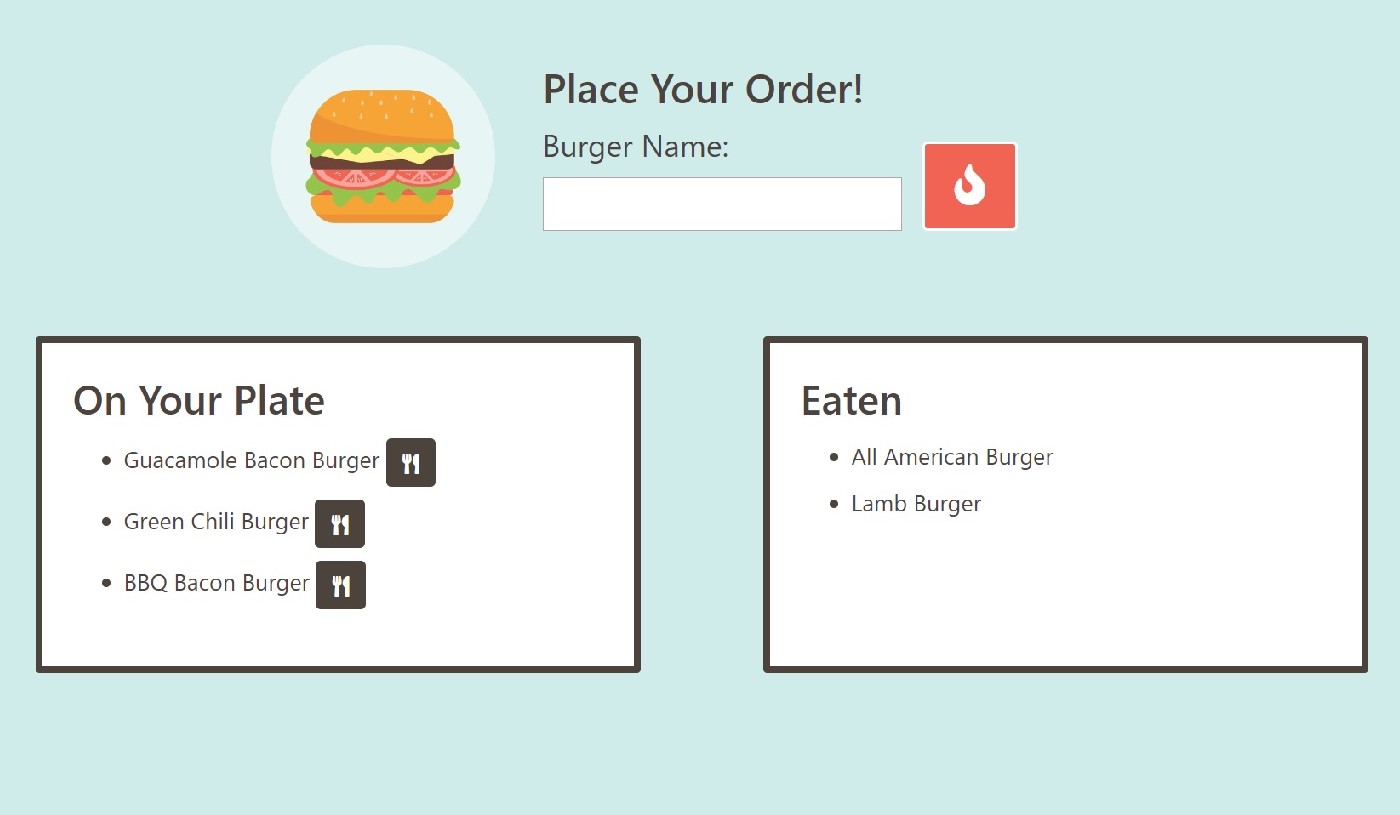 Place Your Order!
Burger Name:
On Your Plate
Guacamole Bacon Burger
Green Chili Burger
BBQ Bacon Burger
Eaten
All American Burger
Lamb Burger